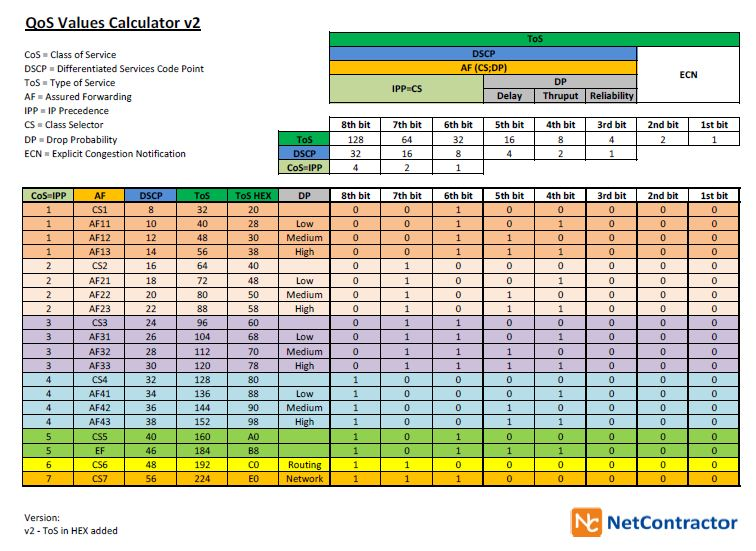 QoS Values Calculator v2
CoS = Class of Service
DSCP = Differentiated Services Code Point
ToS = Type of Service
AF = Assured Forwarding
IPP = IP Precedence
CS = Class Selector
DP = Drop Probability
ECN = Explicit Congestion Notification
ToS
DSCP
AF (CS;DP)
ECN
IPP=CS
DP
Delay Thruput Reliability
8th bit 7th bit 6th bit 5th bit 4th bit 3rd bit 2nd bit 1st bit
ToS 128 64 32 16 8 4 2 1
DSCP 32 16 8 4 2 1
CoS=IPP 4 2 1
CoS=IPP AF DSCP ToS ToS HEX DP 8th bit 7th bit 6th bit 5th bit 4th bit 3rd bit 2nd bit 1st bit
1 CS1 8 32 20 0 0 1 0 0 0 0 0
1 AF11 10 40 28 Low 0 0 1 0 1 0 0 0
1 AF12 12 48 30 Medium 0 0 1 1 0 0 0 0
1 AF13 14 56 38 High 0 0 1 1 1 0 0 0
2 CS2 16 64 40 0 1 0 0 0 0 0 0
2 AF21 18 72 48 Low 0 1 0 0 1 0 0 0
2 AF22 20 80 50 Medium 0 1 0 1 0 0 0 0
2 AF23 22 88 58 High 0 1 0 1 1 0 0 0
3 CS3 24 96 60 0 1 1 0 0 0 0 0
3 AF31 26 104 68 Low 0 1 1 0 1 0 0 0
3 AF32 28 112 70 Medium 0 1 1 1 0 0 0 0
3 AF33 30 120 78 High 0 1 1 1 1 0 0 0
4 CS4 32 128 80 1 0 0 0 0 0 0 0
4 AF41 34 136 88 Low 1 0 0 0 1 0 0 0
4 AF42 36 144 90 Medium 1 0 0 1 0 0 0 0
4 AF43 38 152 98 High 1 0 0 1 1 0 0 0
5 CS5 40 160 A0 1 0 1 0 0 0 0 0
5 EF 46 184 B8 1 0 1 1 1 0 0 0
6 CS6 48 192 C0 Routing 1 1 0 0 0 0 0 0
7 CS7 56 224 E0 Network 1 1 1 0 0 0 0 0
Version:
v2 - ToS in HEX added
NC NetContractor